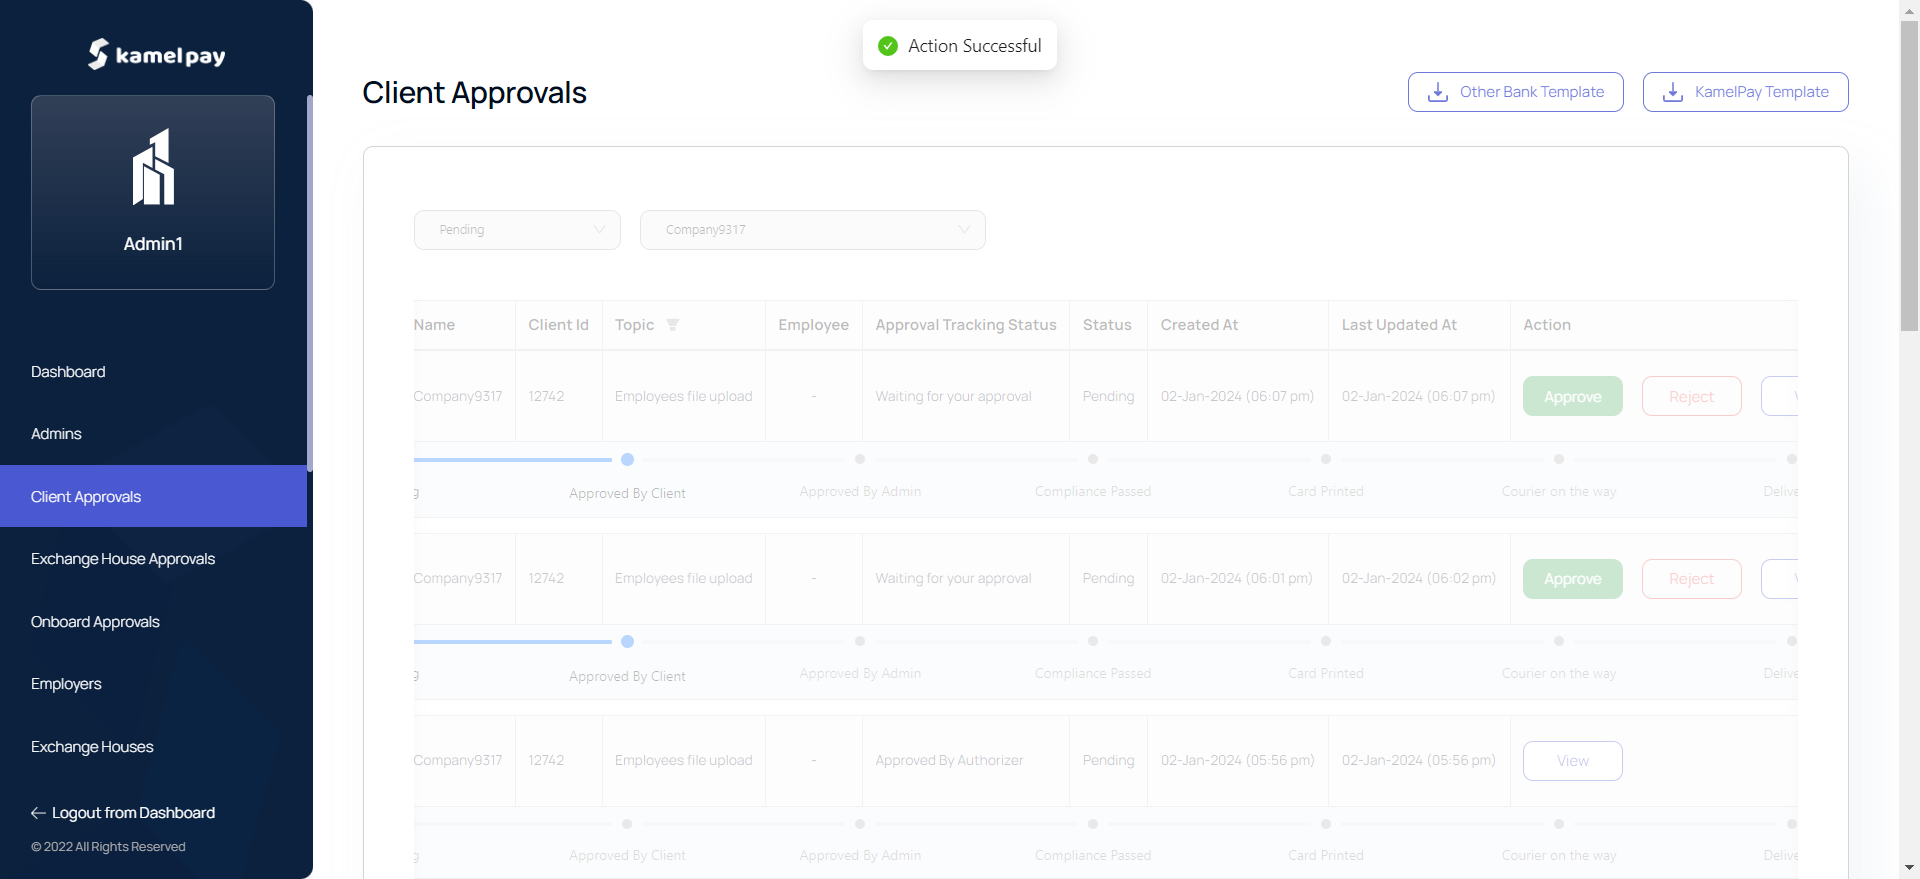 kamelpay
Admin1
Dashboard
Admins
Client Approvals
Exchange House Approvals
Onboard Approvals
Employers
Exchange Houses
Logout from Dashboard
© 2022 All Rights Reserved
Action Successful
Client Approvals
Other Bank Template
KamelPay Template
Pending
Company9317
Name Client Id Topic Employee Approval Tracking Status Status Created At Last Updated At Action
Company9317 12742 Employees file upload - Waiting for your approval Pending 02-Jan-2024 (06:07 pm) 02-Jan-2024 (06:07 pm) Approve Reject
Approved By Client Approved By Admin Compliance Passed Card Printed Courier on the way Delive
Company9317 12742 Employees file upload - Waiting for your approval Pending 02-Jan-2024 (06:01 pm) 02-Jan-2024 (06:02 pm) Approve Reject
Approved By Client Approved By Admin Compliance Passed Card Printed Courier on the way Delive
Company9317 12742 Employees file upload - Approved By Authorizer Pending 02-Jan-2024 (05:56 pm) 02-Jan-2024 (05:56 pm) View
Approved By Client Approved By Admin Compliance Passed Card Printed Courier on the way Delive